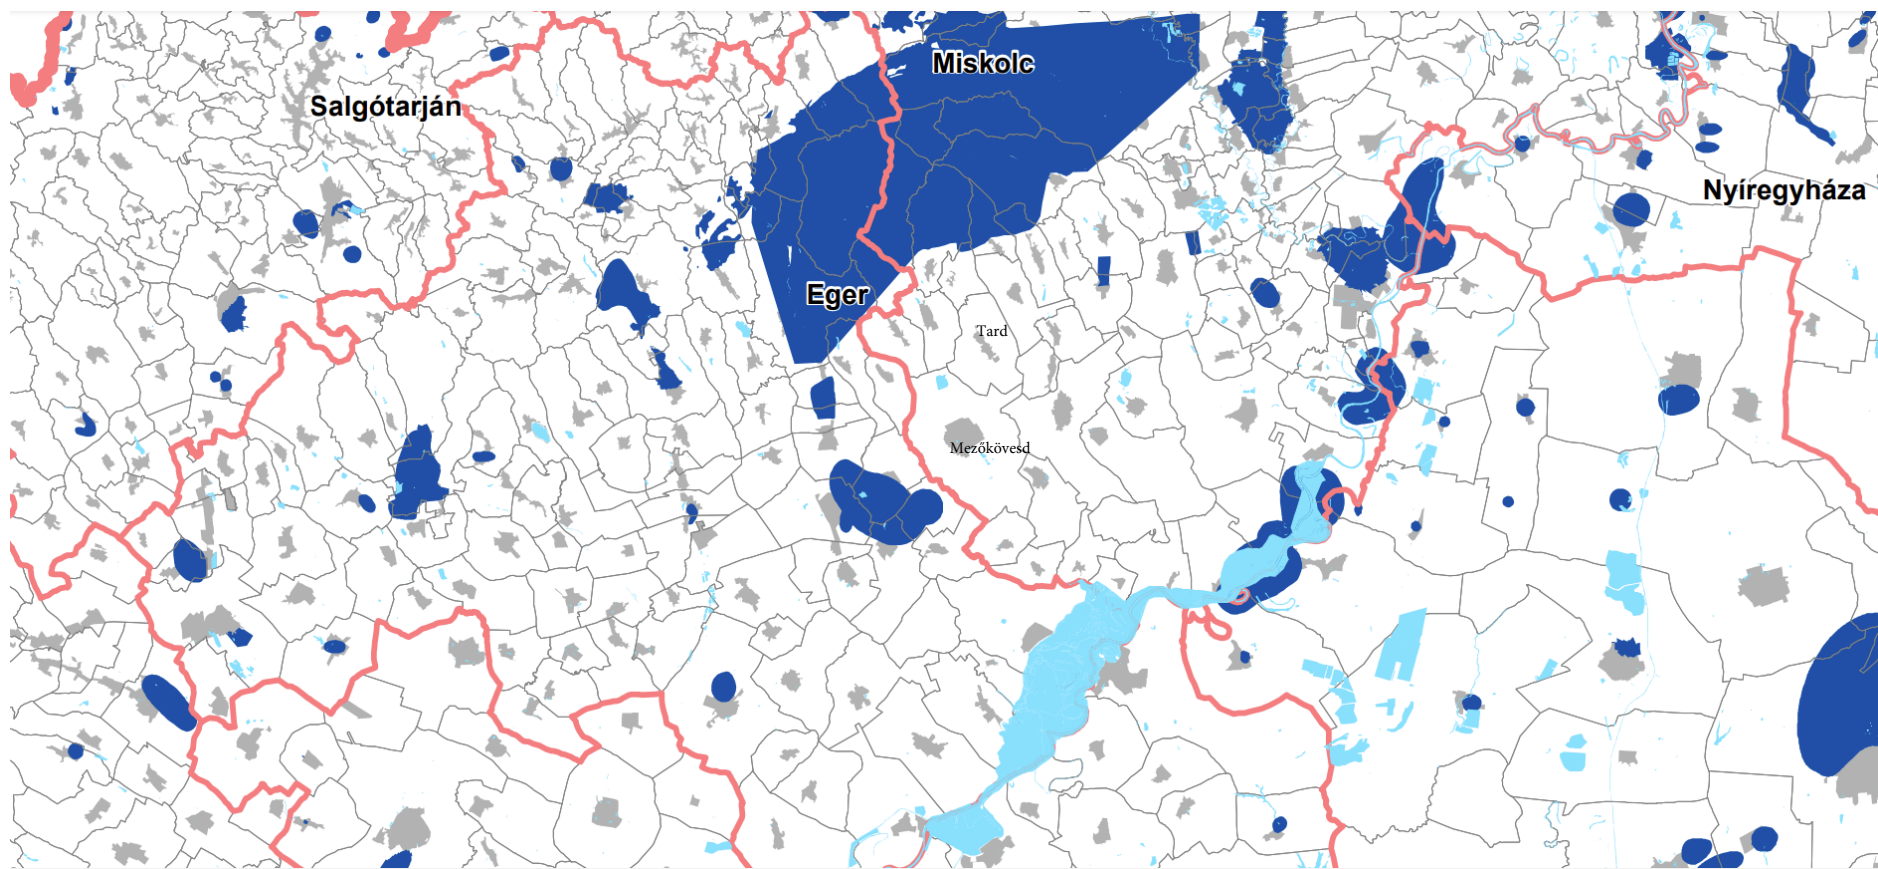 Miskolc
Salgótarján
Nyíregyháza
Eger
Tard
Mezőkövesd